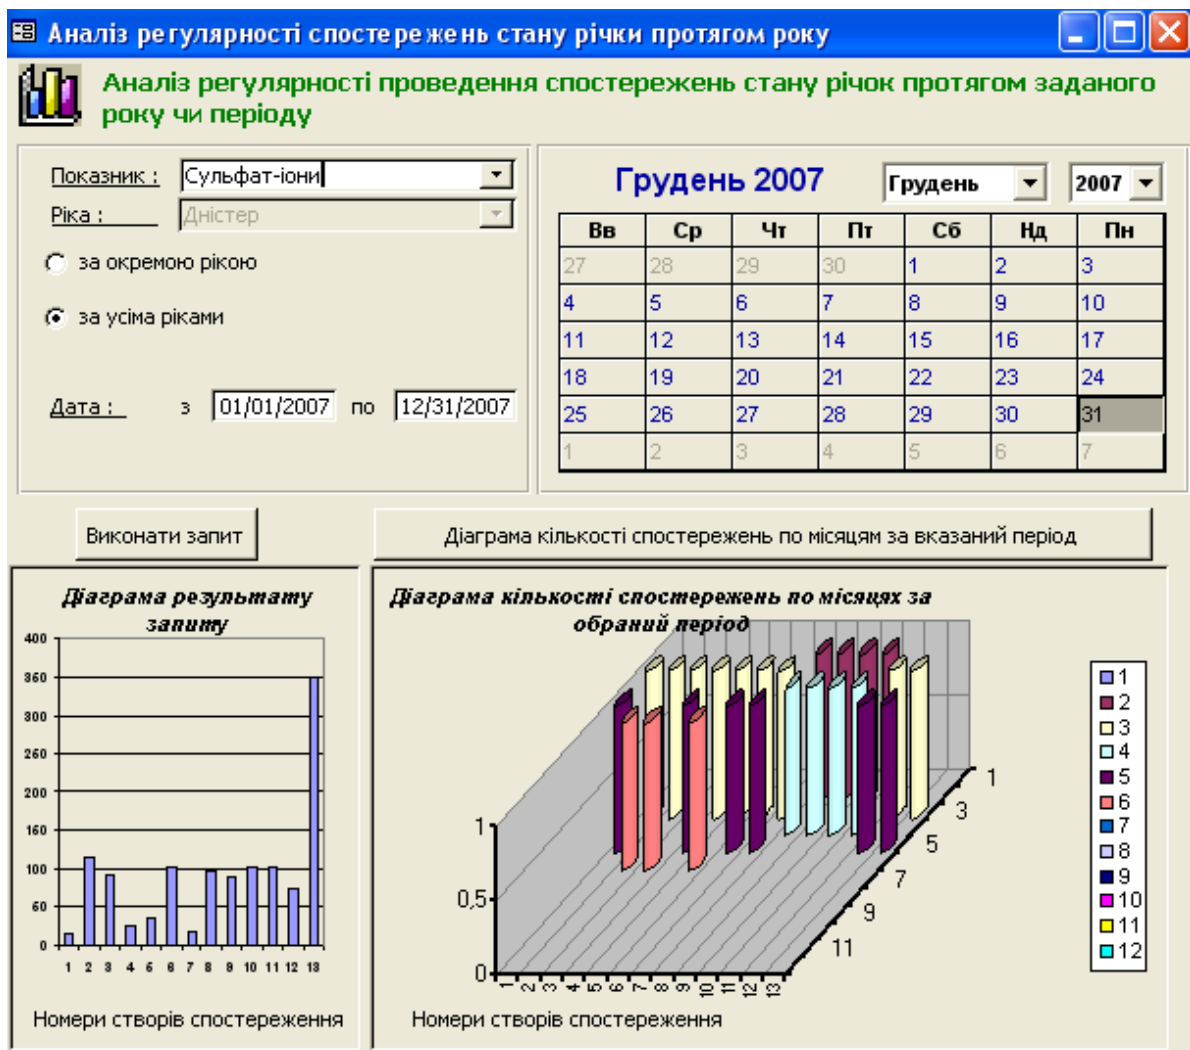 Аналіз регулярності спостережень стану річки протягом року
Аналіз регулярності проведення спостережень стану річок протягом заданого
року чи періоду
Показник : Сульфат-іони
Ріка : Дністер
за окремою рікою
за усіма ріками
Дата : з 01/01/2007 по 12/31/2007
Грудень 2007 Грудень 2007
Вв Ср Чт Пт Сб Нд Пн
27 28 29 30 1 2 3
4 5 6 7 8 9 10
11 12 13 14 15 16 17
18 19 20 21 22 23 24
25 26 27 28 29 30 31
1 2 3 4 5 6 7
Виконати запит
Діаграма кількості спостережень по місяцям за вказаний період
Діаграма результату
запиту
400
350
300
250
200
150
100
50
0
1 2 3 4 5 6 7 8 9 10 11 12 13
Номери створів спостереження
Діаграма кількості спостережень по місяцях за
обраний період
1
0,5
0
1 2 3 4 5 6 7 8 9 10 11 12 13
1
3
5
7
9
11
Номери створів спостереження
1
2
3
4
5
6
7
8
9
10
11
12